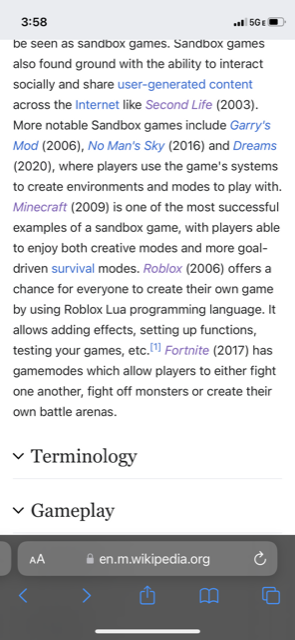 3:58
5GE
be seen as sandbox games. Sandbox games
also found ground with the ability to interact
socially and share user-generated content
across the Internet like Second Life (2003).
More notable Sandbox games include Garry's
Mod (2006), No Man's Sky (2016) and Dreams
(2020), where players use the game's systems
to create environments and modes to play with.
Minecraft (2009) is one of the most successful
examples of a sandbox game, with players able
to enjoy both creative modes and more goal-
driven survival modes. Roblox (2006) offers a
chance for everyone to create their own game
by using Roblox Lua programming language. It
allows adding effects, setting up functions,
testing your games, etc.[1] Fortnite (2017) has
gamemodes which allow players to either fight
one another, fight off monsters or create their
own battle arenas.
Terminology
Gameplay
AA en.m.wikipedia.org